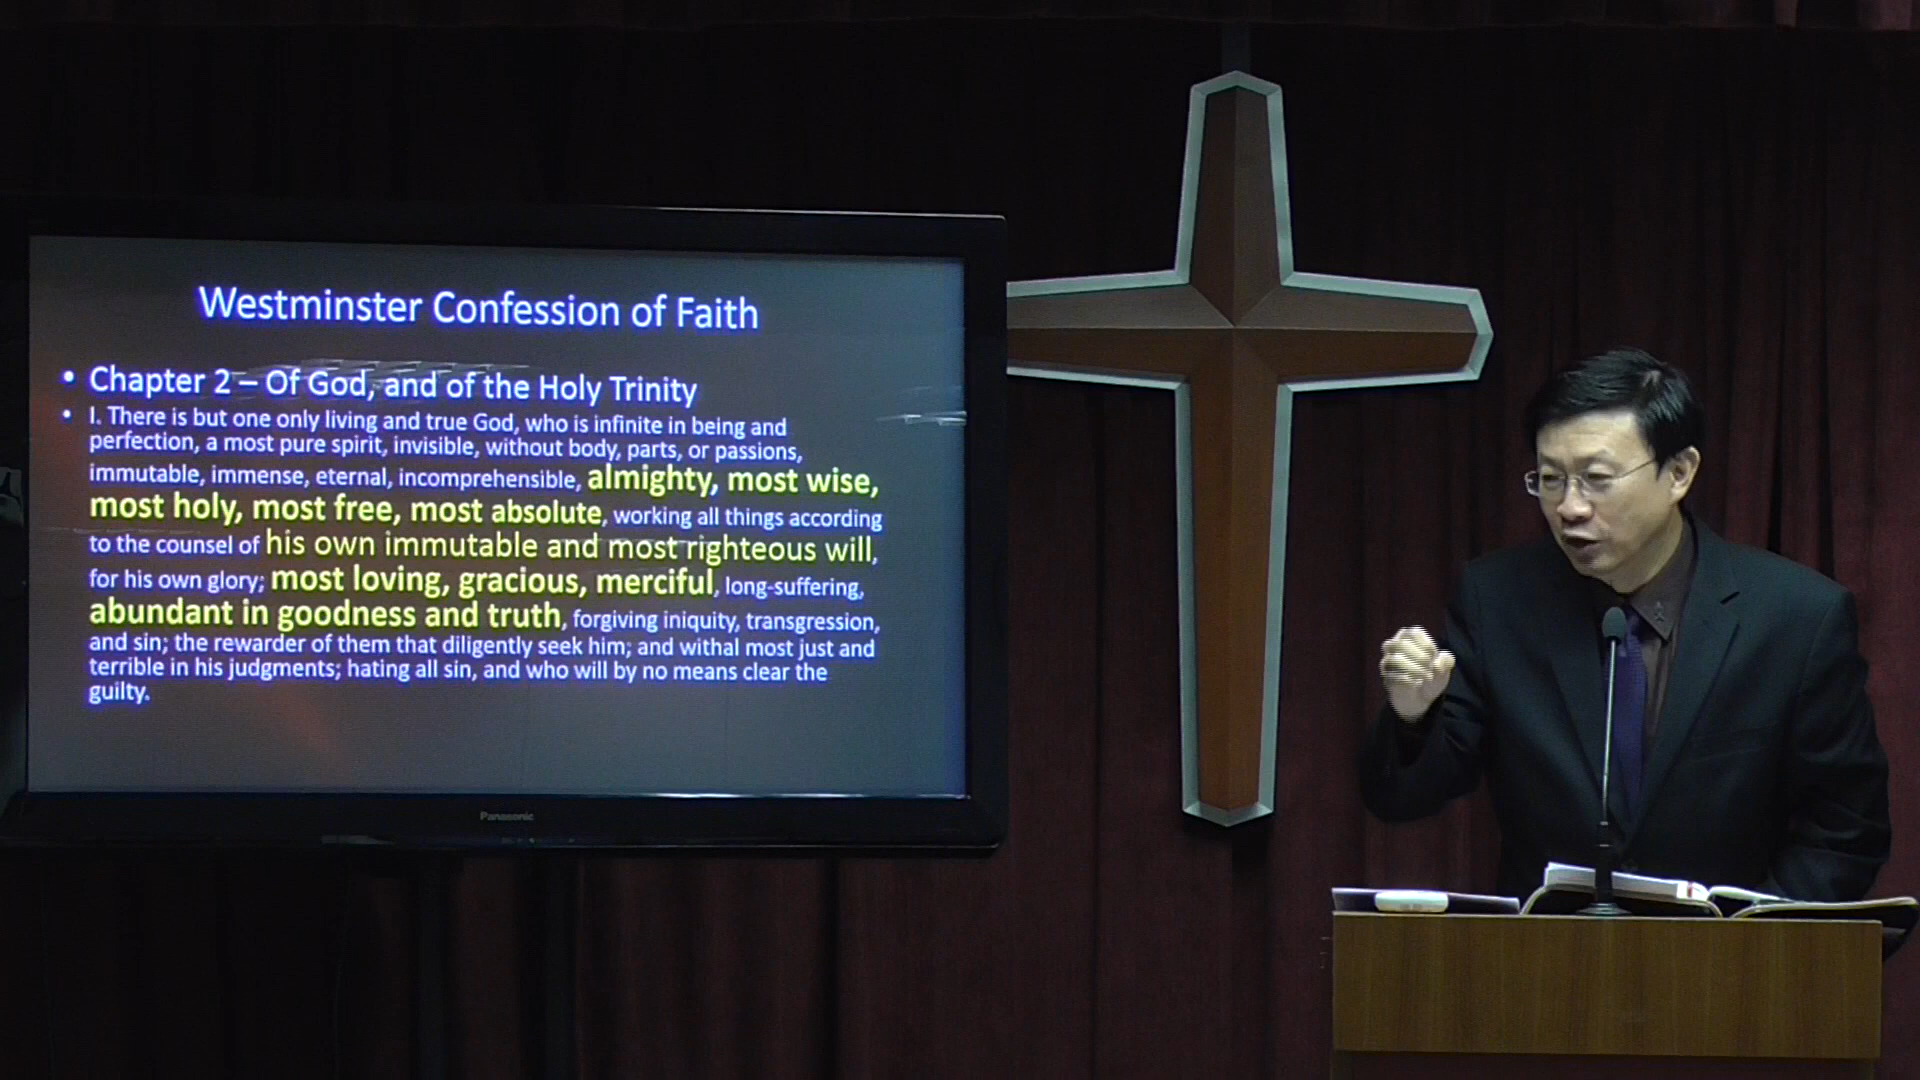 Westminster Confession of Faith
• Chapter 2 – Of God, and of the Holy Trinity
• I. There is but one only living and true God, who is infinite in being and
perfection, a most pure spirit, invisible, without body, parts, or passions,
immutable, immense, eternal, incomprehensible, almighty, most wise,
most holy, most free, most absolute, working all things according
to the counsel of his own immutable and most righteous will,
for his own glory; most loving, gracious, merciful, long-suffering,
abundant in goodness and truth, forgiving iniquity, transgression,
and sin; the rewarder of them that diligently seek him; and withal most just and
terrible in his judgments; hating all sin, and who will by no means clear the
guilty.
Panasonic